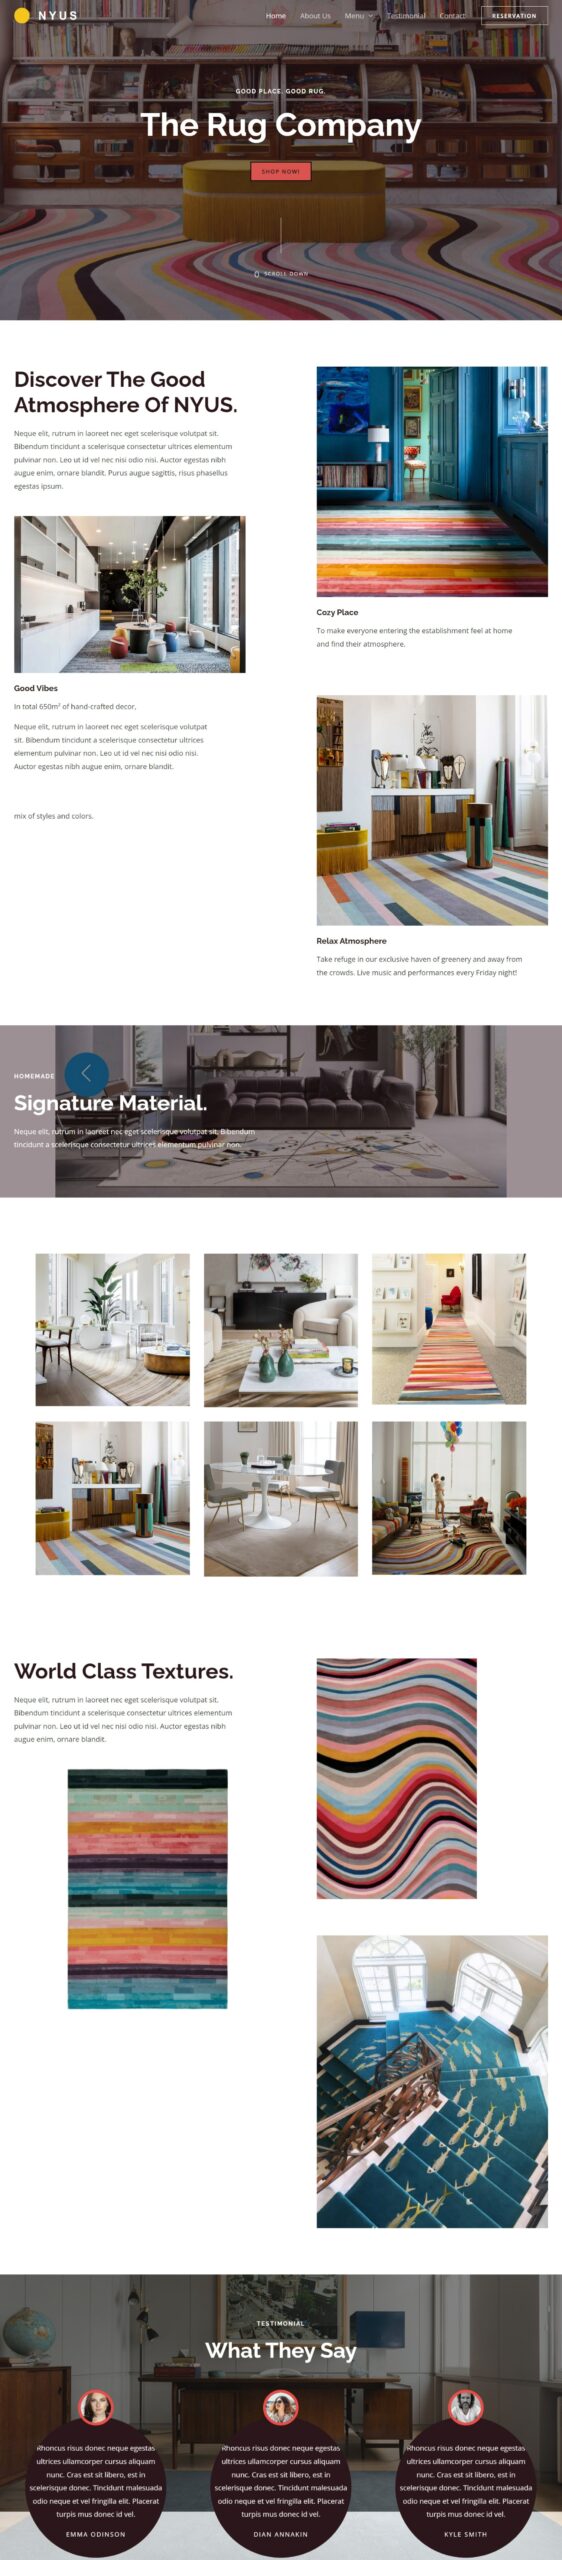 NYUS
Home About Us Menu Testimonial Contact RESERVATION
GOOD PLACE. GOOD RUG.
The Rug Company
SHOP NOW!
SCROLL DOWN
Discover The Good
Atmosphere Of NYUS.
Neque elit, rutrum in laoreet nec eget scelerisque volutpat sit.
Bibendum tincidunt a scelerisque consectetur ultrices elementum
pulvinar non. Leo ut id vel nec nisi odio nisi. Auctor egestas nibh
augue enim, ornare blandit. Purus augue sagittis, risus phasellus
egestas ipsum.
Good Vibes
In total 650m² of hand-crafted decor,
Neque elit, rutrum in laoreet nec eget scelerisque volutpat
sit. Bibendum tincidunt a scelerisque consectetur ultrices
elementum pulvinar non. Leo ut id vel nec nisi odio nisi.
Auctor egestas nibh augue enim, ornare blandit.
mix of styles and colors.
Cozy Place
To make everyone entering the establishment feel at home
and find their atmosphere.
Relax Atmosphere
Take refuge in our exclusive haven of greenery and away from
the crowds. Live music and performances every Friday night!
HOMEMADE
Signature Material.
Neque elit, rutrum in laoreet nec eget scelerisque volutpat sit. Bibendum
tincidunt a scelerisque consectetur ultrices elementum pulvinar non.
World Class Textures.
Neque elit, rutrum in laoreet nec eget scelerisque volutpat sit.
Bibendum tincidunt a scelerisque consectetur ultrices elementum
pulvinar non. Leo ut id vel nec nisi odio nisi. Auctor egestas nibh
augue enim, ornare blandit.
TESTIMONIAL
What They Say
Rhoncus risus donec neque egestas
ultrices ullamcorper cursus aliquam
nunc. Cras est sit libero, est in
scelerisque donec. Tincidunt malesuada
odio neque et vel fringilla elit. Placerat
turpis mus donec id vel.
EMMA ODINSON
Rhoncus risus donec neque egestas
ultrices ullamcorper cursus aliquam
nunc. Cras est sit libero, est in
scelerisque donec. Tincidunt malesuada
odio neque et vel fringilla elit. Placerat
turpis mus donec id vel.
DIAN ANNAKIN
Rhoncus risus donec neque egestas
ultrices ullamcorper cursus aliquam
nunc. Cras est sit libero, est in
scelerisque donec. Tincidunt malesuada
odio neque et vel fringilla elit. Placerat
turpis mus donec id vel.
KYLE SMITH